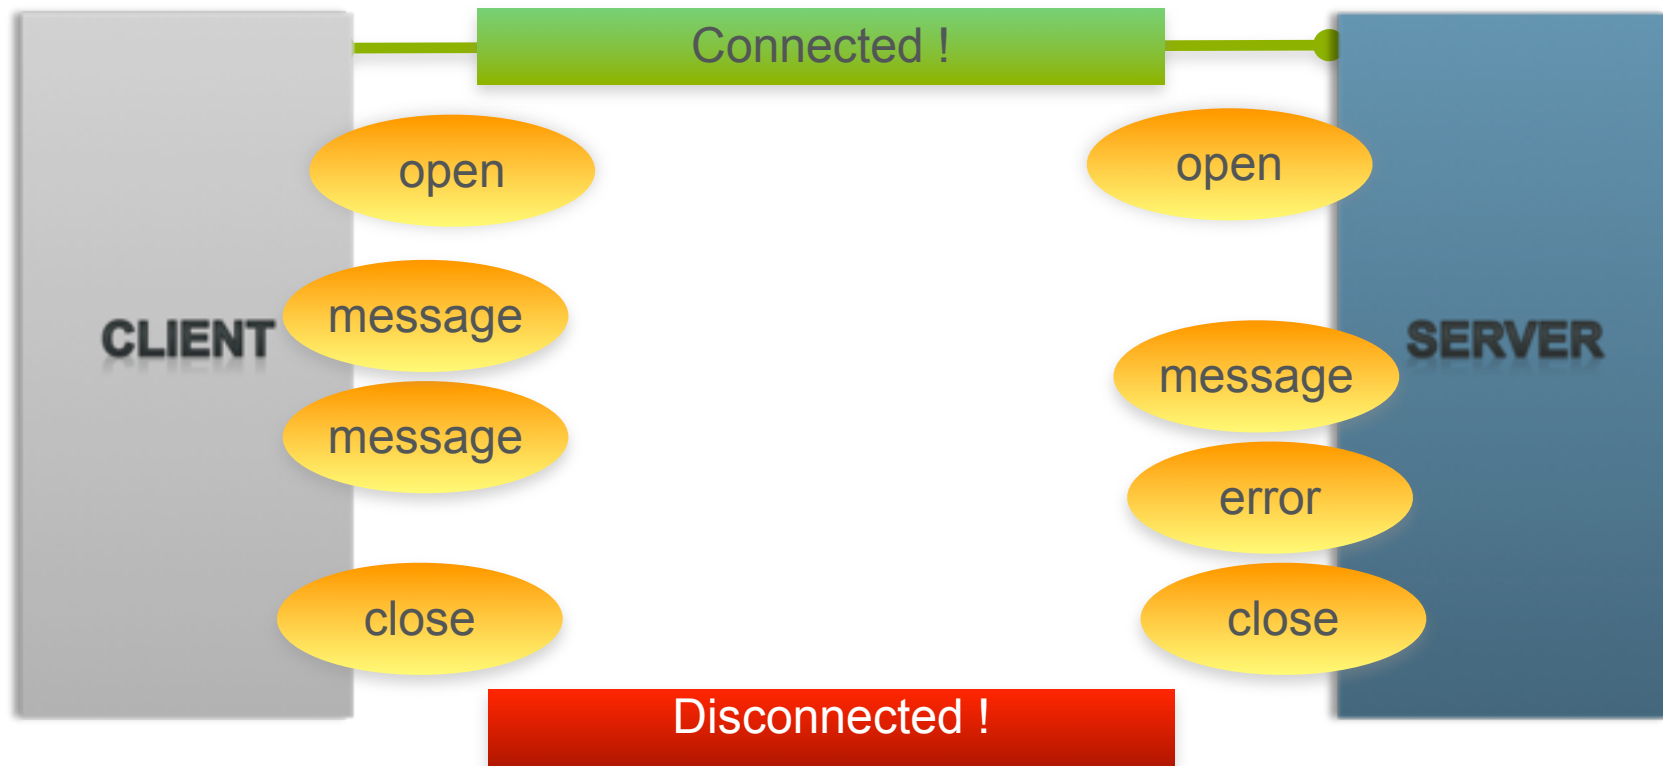 Connected !
open
open
message
CLIENT
SERVER
message
message
error
close
close
Disconnected !